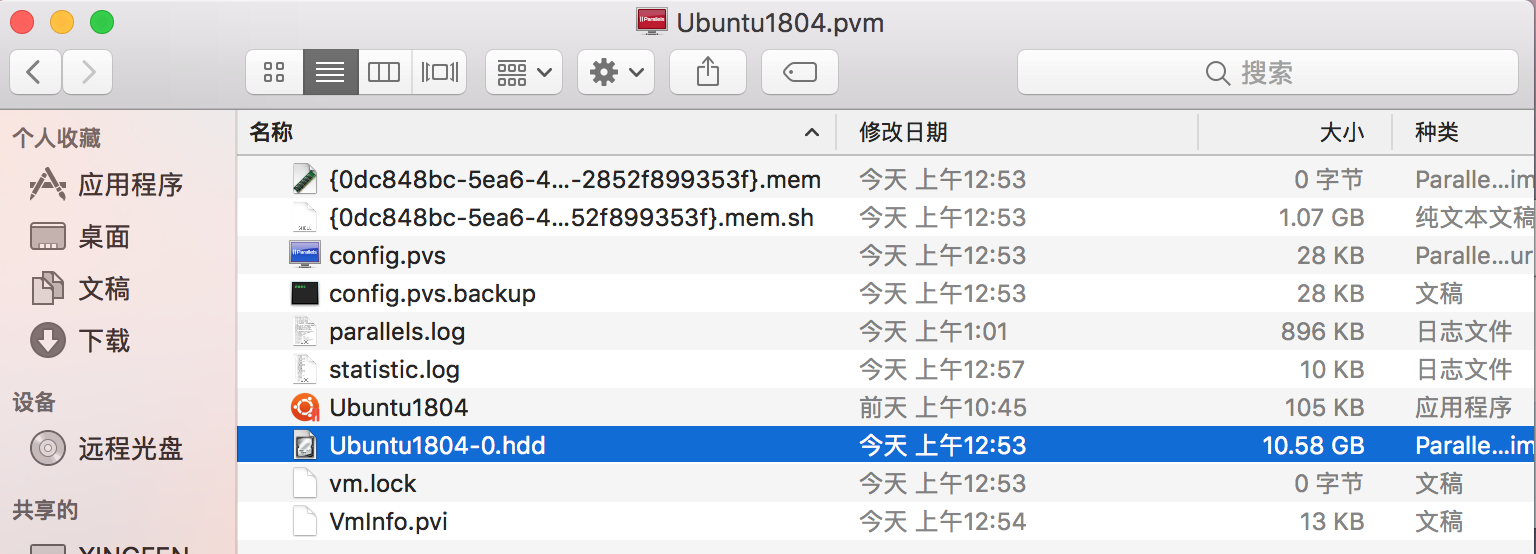 Ubuntu1804.pvm
搜索
个人收藏
应用程序
桌面
文稿
下载
设备
远程光盘
共享的
名称 修改日期 大小 种类
{0dc848bc-5ea6-4...-2852f899353f}.mem 今天 上午12:53 0 字节 Paralle...im
{0dc848bc-5ea6-4...52f899353f}.mem.sh 今天 上午12:53 1.07 GB 纯文本文稿
config.pvs 今天 上午12:53 28 KB Paralle...ur
config.pvs.backup 今天 上午12:53 28 KB 文稿
parallels.log 今天 上午1:01 896 KB 日志文件
statistic.log 今天 上午12:57 10 KB 日志文件
Ubuntu1804 前天 上午10:45 105 KB 应用程序
Ubuntu1804-0.hdd 今天 上午12:53 10.58 GB Paralle...im
vm.lock 今天 上午12:53 0 字节 文稿
VmInfo.pvi 今天 上午12:54 13 KB 文稿